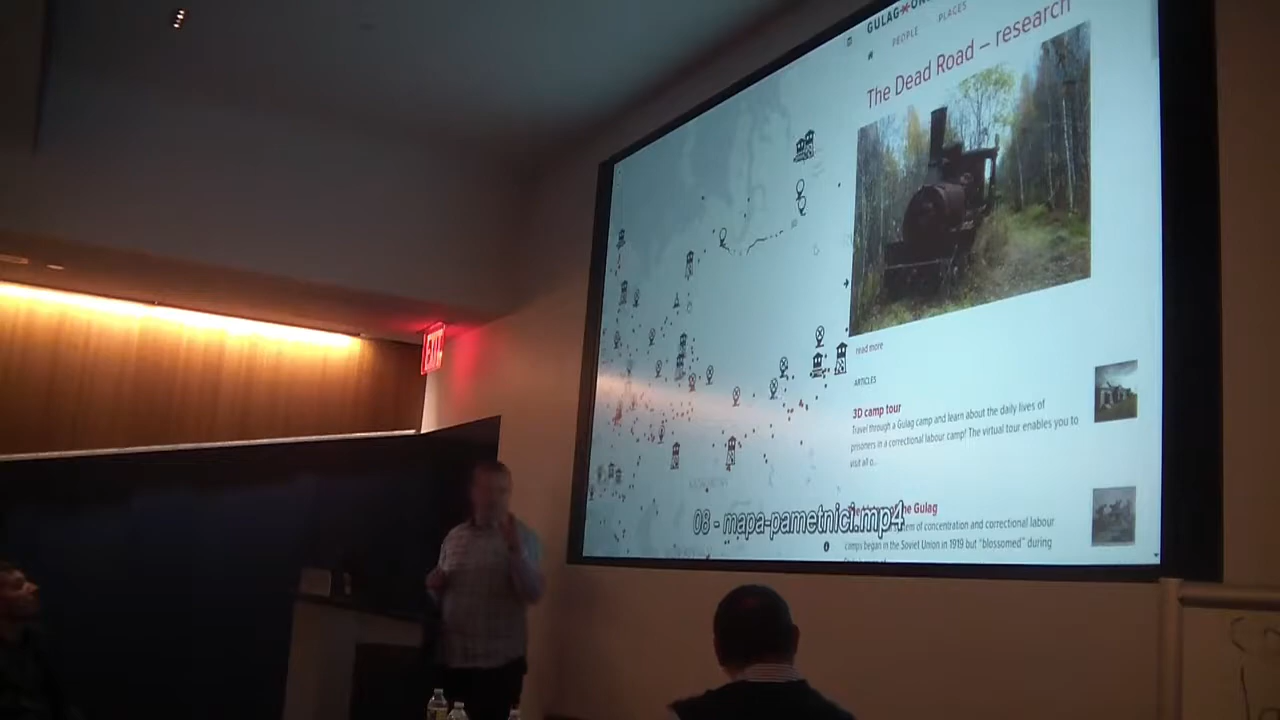 GULAG
PEOPLE
PLACES
The Dead Road – research
read more
ARTICLES
3D camp tour
Travel through a Gulag camp and learn about the daily lives of
prisoners in a correctional labour camp! The virtual tour enables you to
visit all o...
the Gulag
08 - mapa-pametnici.mp4
of concentration and correctional labour
camps began in the Soviet Union in 1919 but "blossomed" during
EXIT